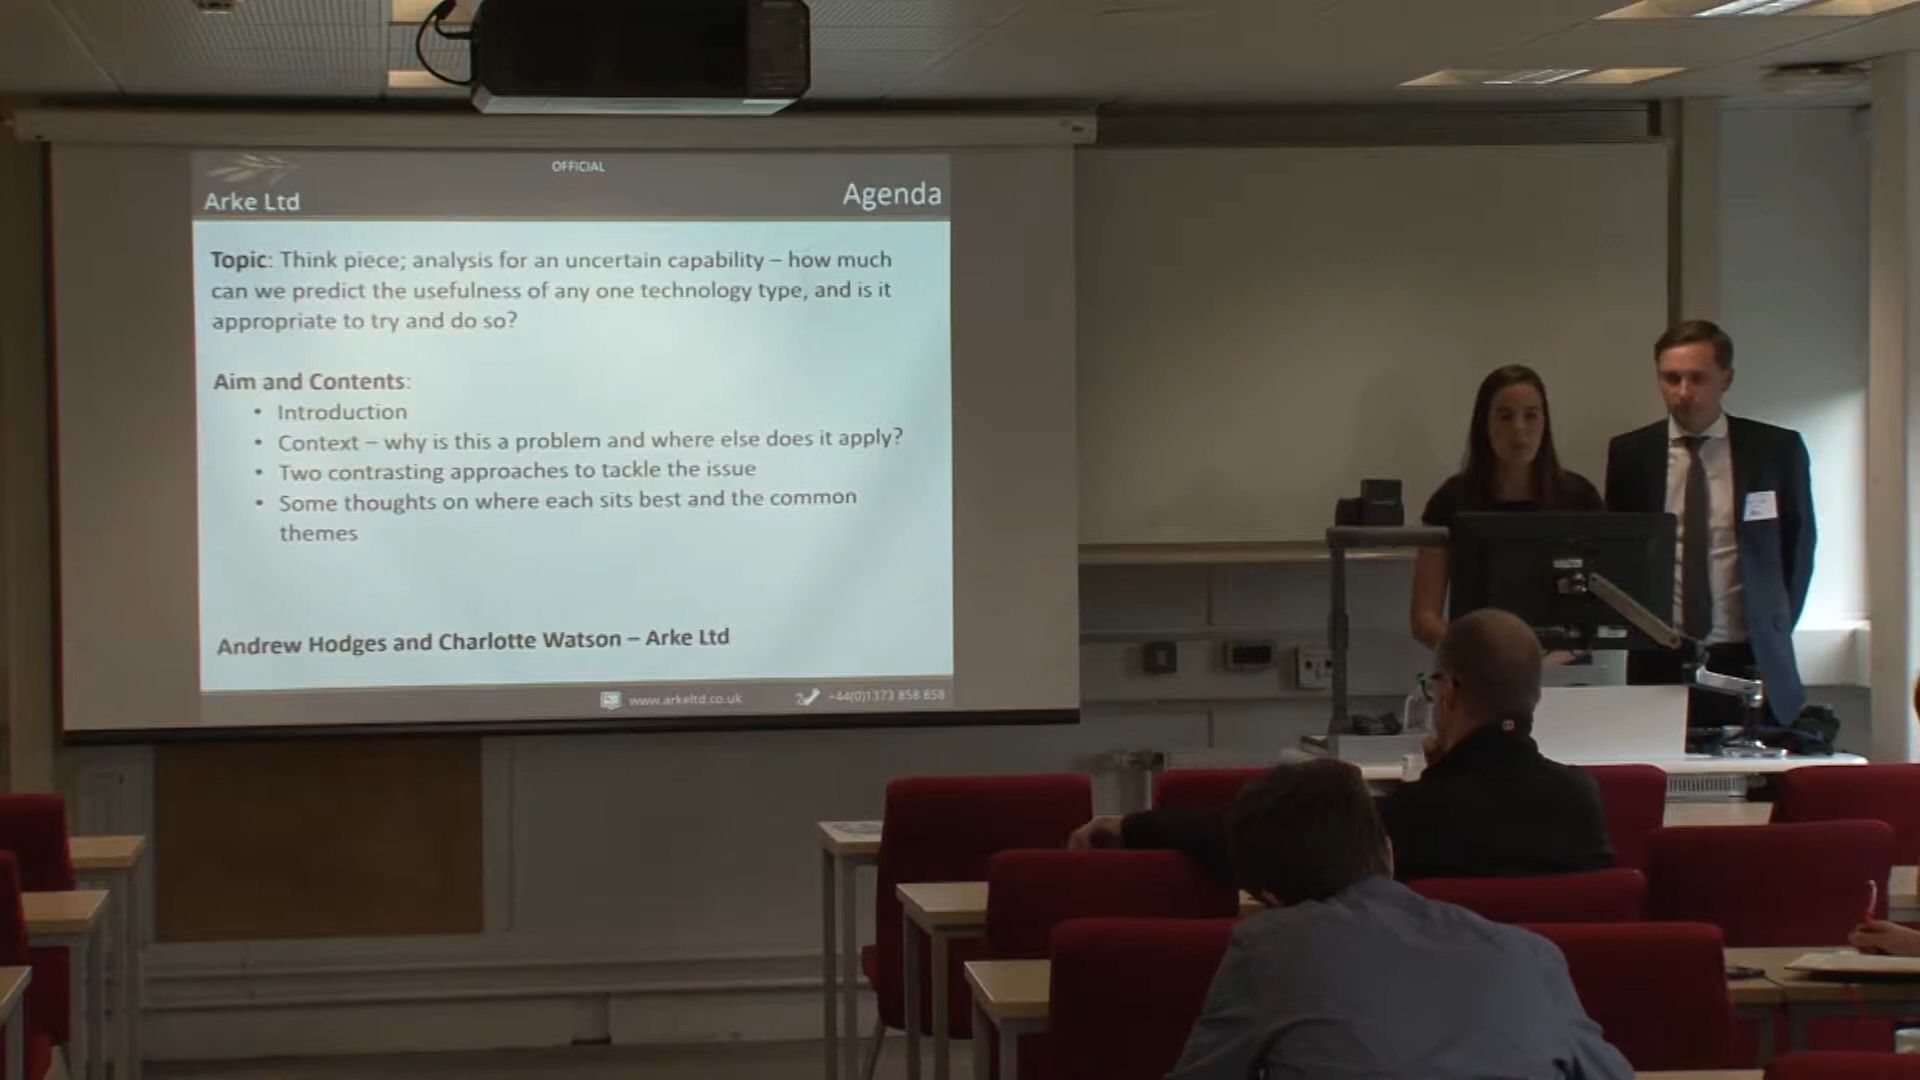 OFFICIAL
Arke Ltd
Agenda
Topic: Think piece; analysis for an uncertain capability – how much
can we predict the usefulness of any one technology type, and is it
appropriate to try and do so?
Aim and Contents:
• Introduction
• Context – why is this a problem and where else does it apply?
• Two contrasting approaches to tackle the issue
• Some thoughts on where each sits best and the common
themes
Andrew Hodges and Charlotte Watson – Arke Ltd
www.arkeltd.co.uk
+44(0)1373 858 858